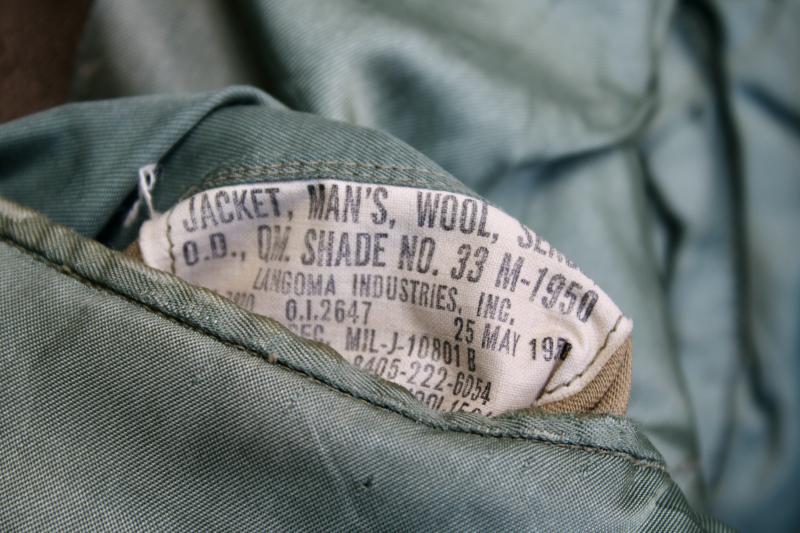 JACKET, MAN'S, WOOL,
O.D., QM. SHADE NO. 33 M-1950
LANGOMA INDUSTRIES, INC.
O.I.2647 25 MAY
MIL-J-10801 B
8405-222-6054